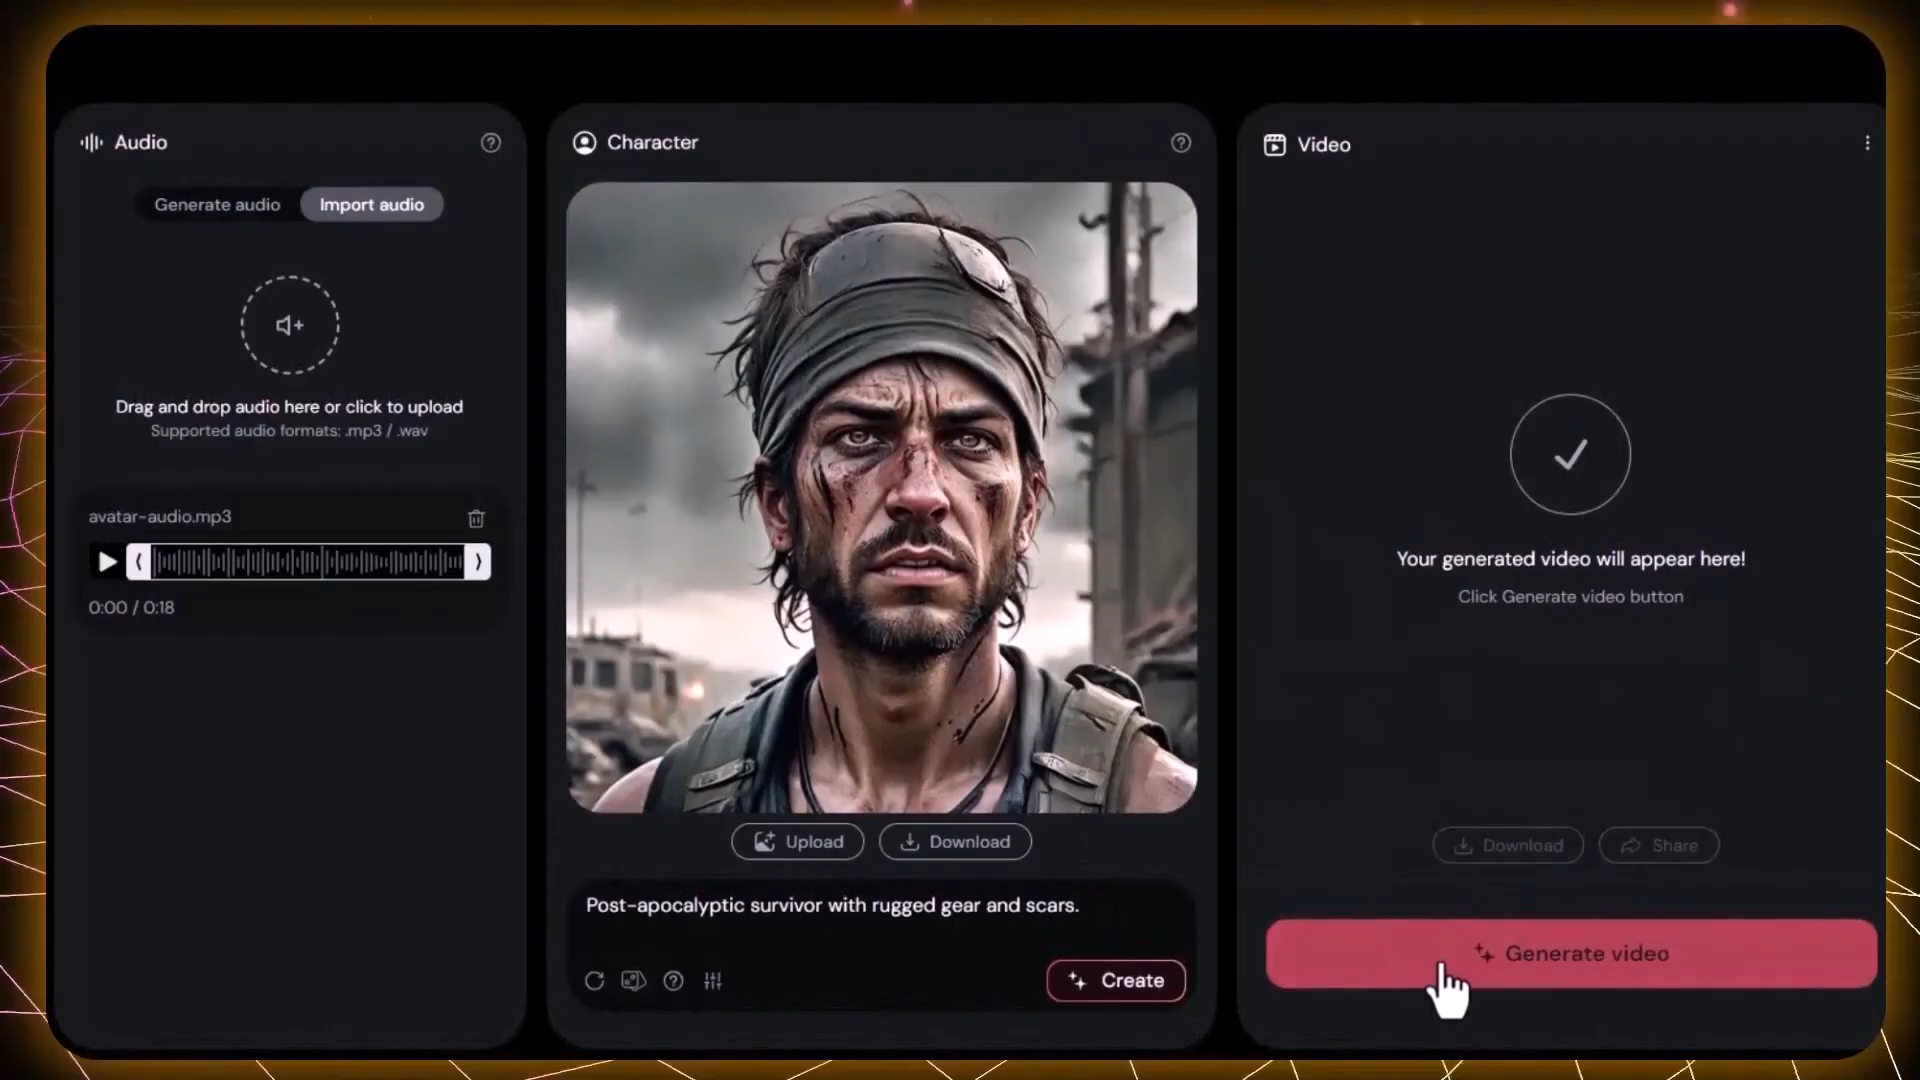 Audio
Generate audio
Import audio
Drag and drop audio here or click to upload
Supported audio formats: .mp3 / .wav
avatar-audio.mp3
0:00 / 0:18
Character
Upload
Download
Post-apocalyptic survivor with rugged gear and scars.
Create
Video
Your generated video will appear here!
Click Generate video button
Download
Share
Generate video